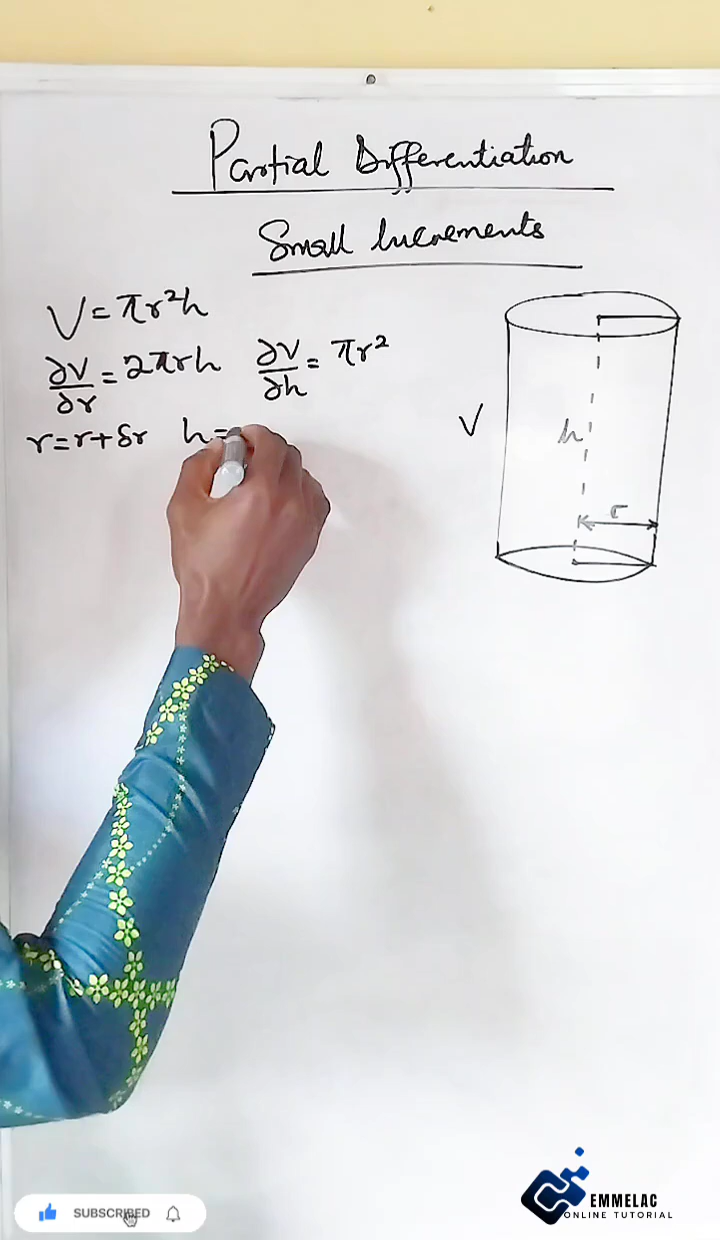 Partial Differentiation
Small Increments
V = πr²h
∂V/∂r = 2πrh ∂V/∂h = πr²
r=r+δr h=
V
h
r
EMMELAC
ONLINE TUTORIAL
SUBSCRIBED